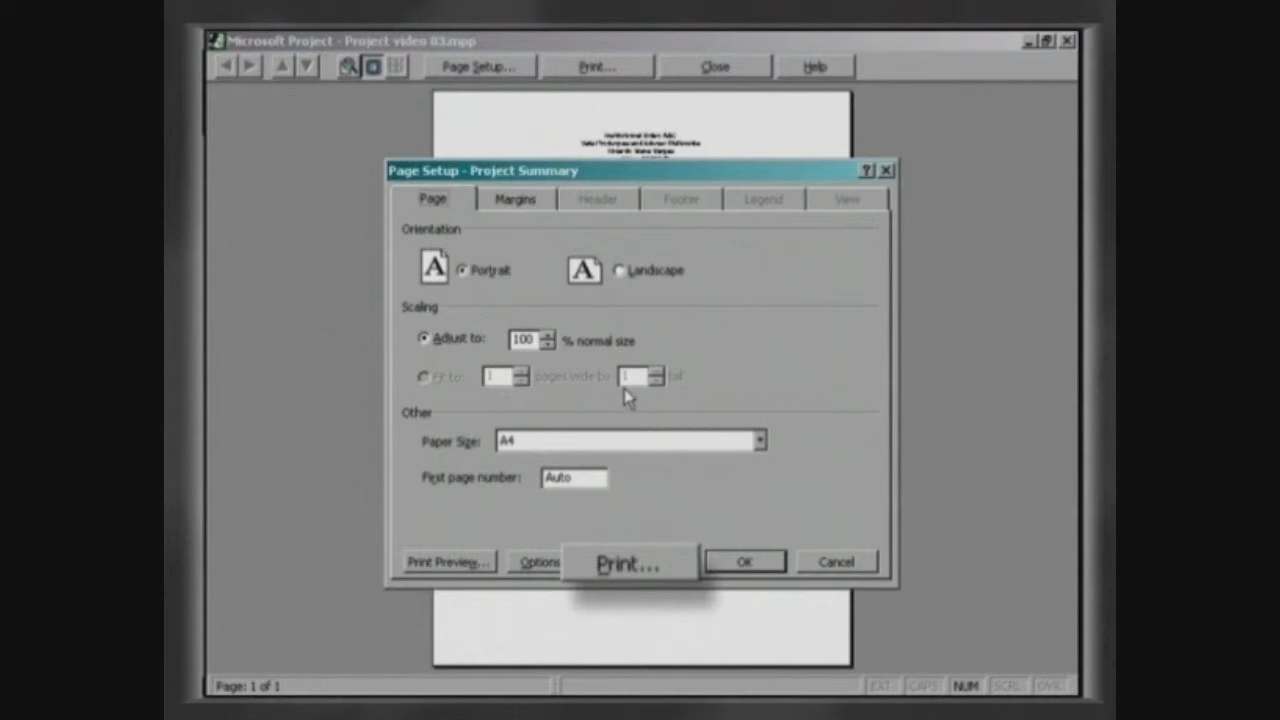 Microsoft Project - Project video 03.mpp
Page Setup... Print... Close Help
Page Setup - Project Summary
Page Margins Header Footer Legend View
Orientation
A Portrait A Landscape
Scaling
Adjust to: 100 % normal size
Fit to: 1 pages wide by 1 tall
Other
Paper Size: A4
First page number: Auto
Print Preview... Options Print... OK Cancel
Page: 1 of 1 EXT CAPS NUM SCRL OVR